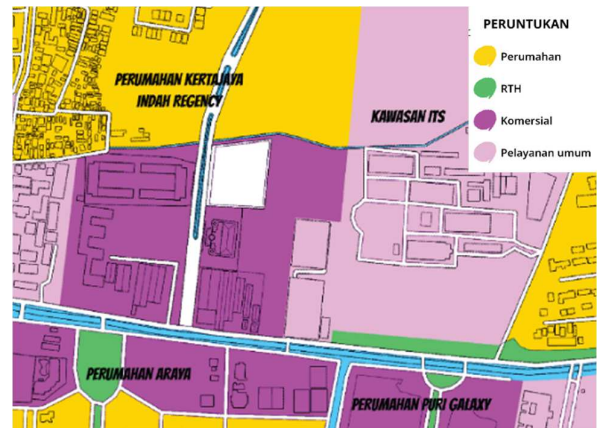 PERUNTUKAN
Perumahan
RTH
Komersial
Pelayanan umum
PERUMAHAN KERTAJAYA
INDAH REGENCY
KAWASAN ITS
PERUMAHAN ARAYA
PERUMAHAN PURI GALAXY